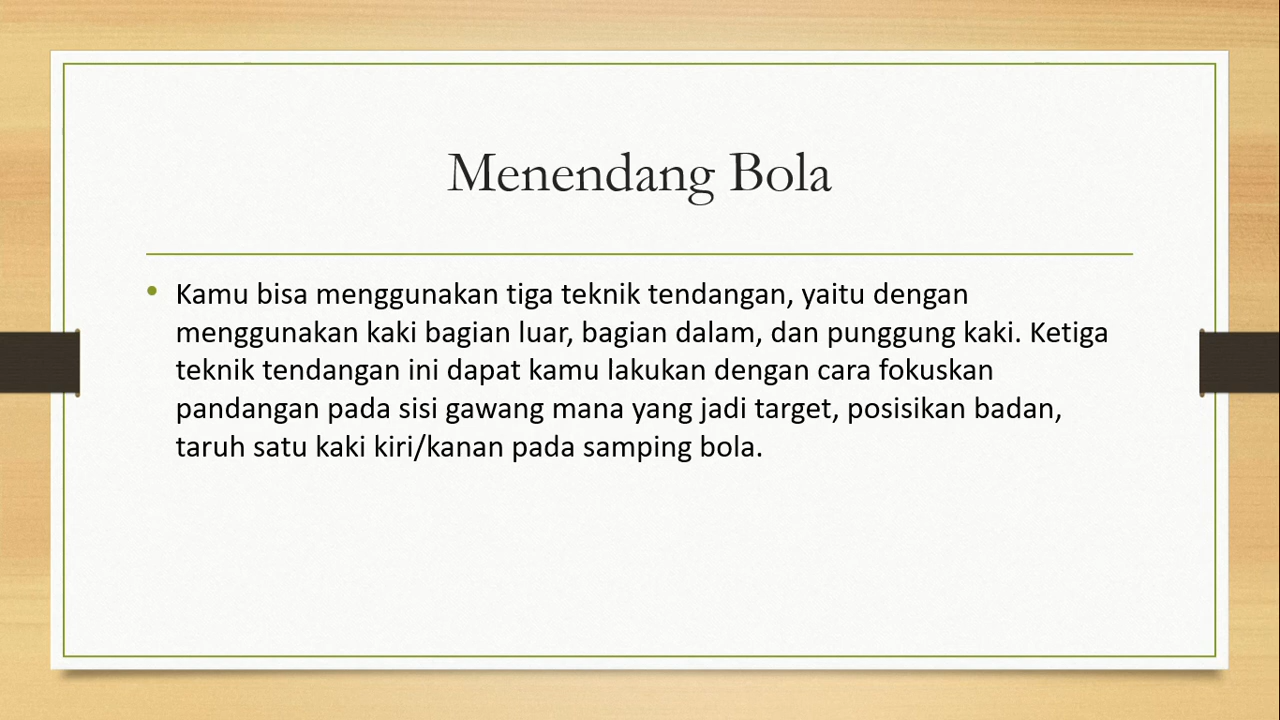 Menendang Bola
• Kamu bisa menggunakan tiga teknik tendangan, yaitu dengan
menggunakan kaki bagian luar, bagian dalam, dan punggung kaki. Ketiga
teknik tendangan ini dapat kamu lakukan dengan cara fokuskan
pandangan pada sisi gawang mana yang jadi target, posisikan badan,
taruh satu kaki kiri/kanan pada samping bola.